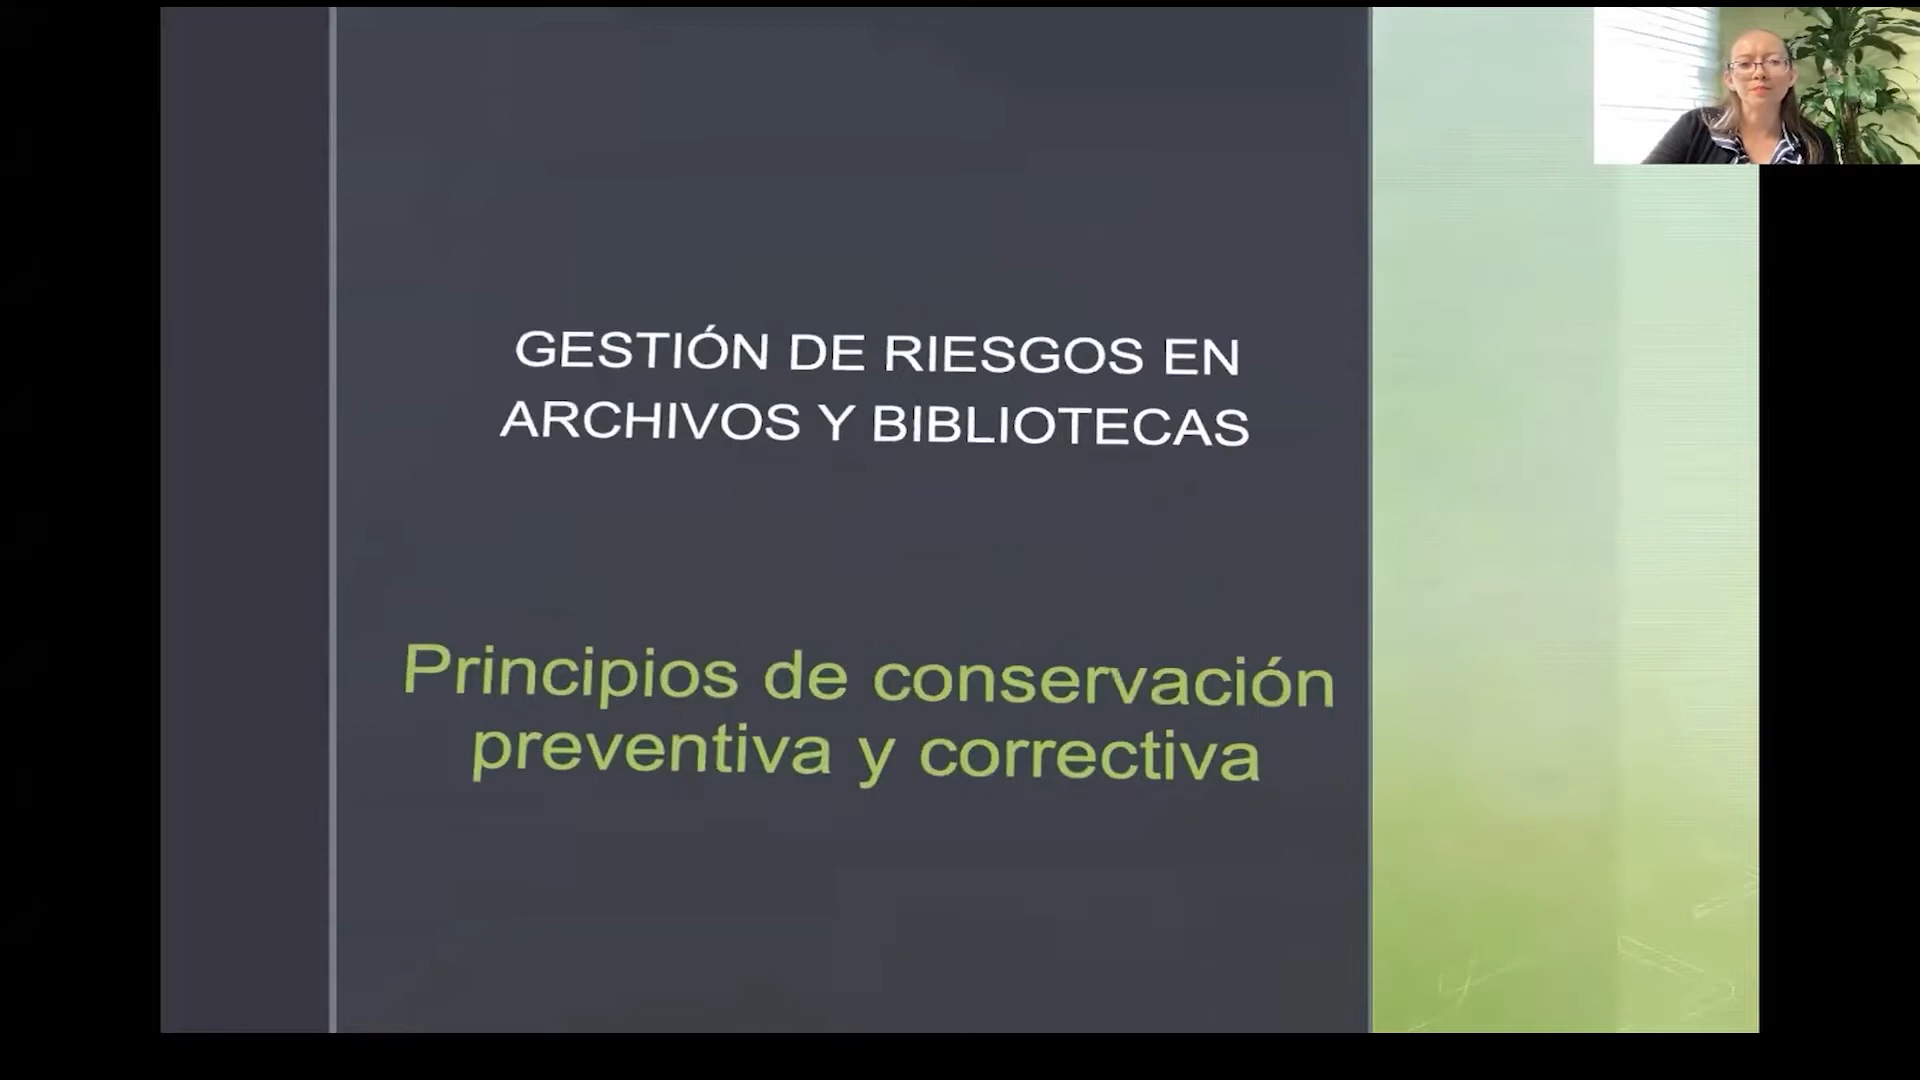 GESTIÓN DE RIESGOS EN
ARCHIVOS Y BIBLIOTECAS
Principios de conservación
preventiva y correctiva